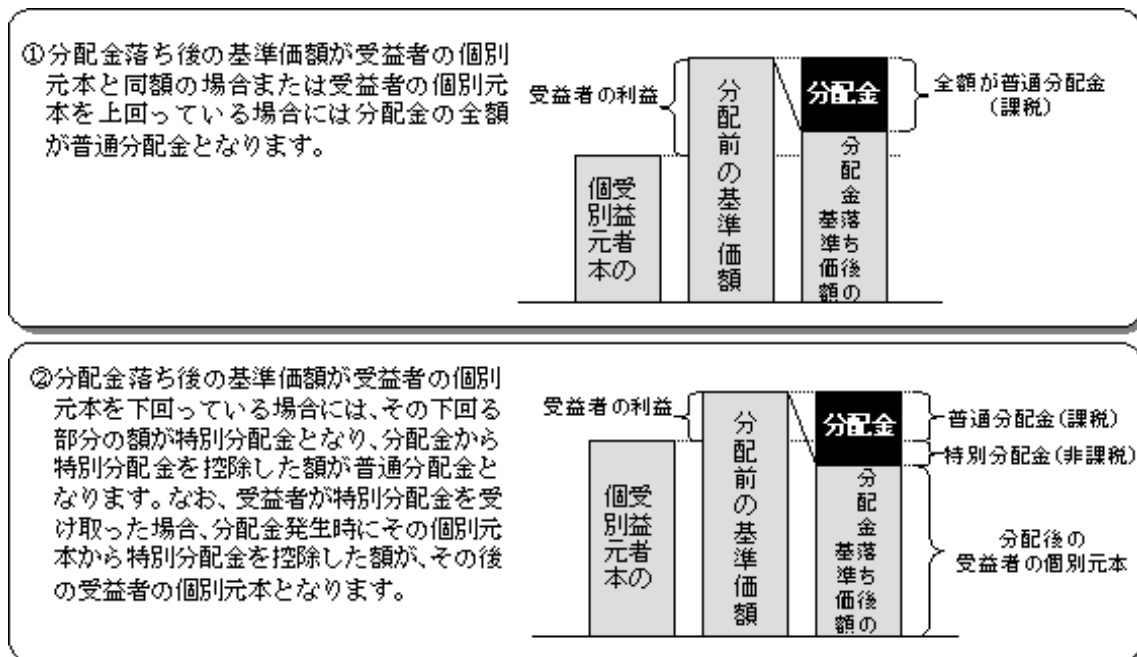 ①分配金落ち後の基準価額が受益者の個別
元本と同額の場合または受益者の個別元
本を上回っている場合には分配金の全額
が普通分配金となります。
受益者の利益
受益者の
個別元本
分配前の基準価額
分配金
分配金落ち後の
基準価額
全額が普通分配金
(課税)
②分配金落ち後の基準価額が受益者の個別
元本を下回っている場合には、その下回る
部分の額が特別分配金となり、分配金から
特別分配金を控除した額が普通分配金と
なります。なお、受益者が特別分配金を受
け取った場合、分配金発生時にその個別元
本から特別分配金を控除した額が、その後
の受益者の個別元本となります。
受益者の利益
受益者の
個別元本
分配前の基準価額
分配金
分配金落ち後の
基準価額
普通分配金(課税)
特別分配金(非課税)
分配後の
受益者の個別元本